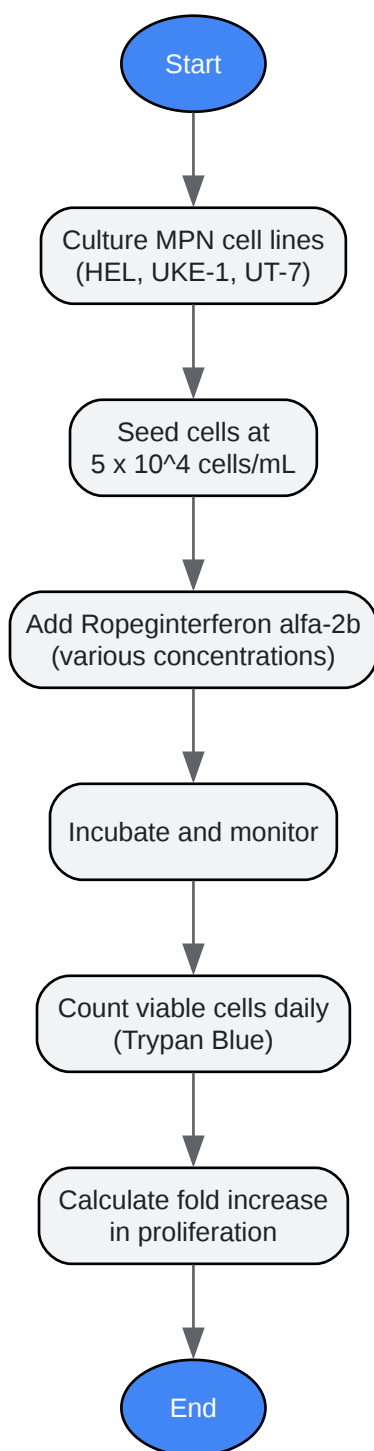 Start
Culture MPN cell lines
(HEL, UKE-1, UT-7)
Seed cells at
5 x 10^4 cells/mL
Add Ropeginterferon alfa-2b
(various concentrations)
Incubate and monitor
Count viable cells daily
(Trypan Blue)
Calculate fold increase
in proliferation
End